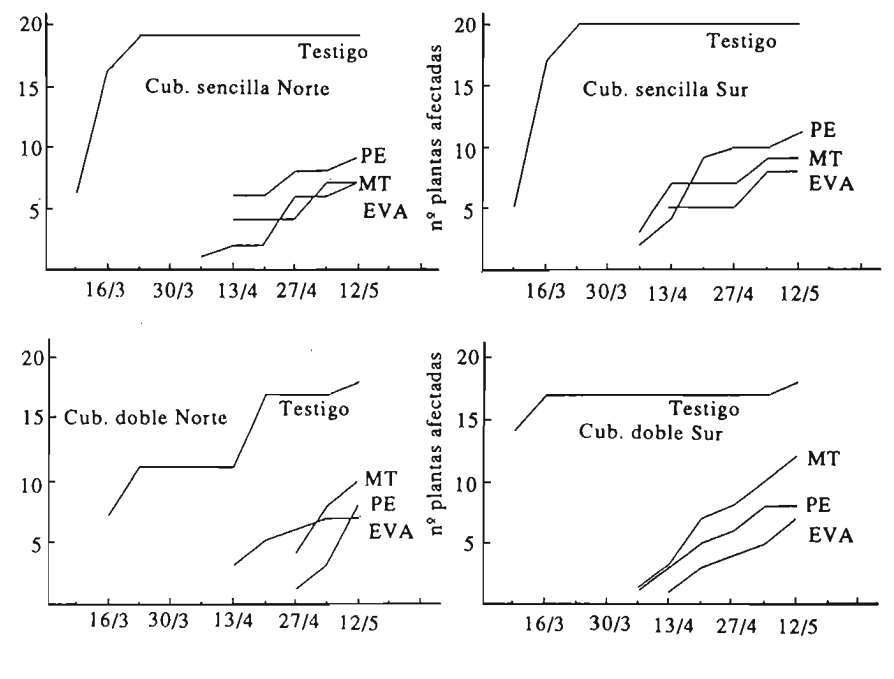 20
15
10
5
Testigo
Cub. sencilla Norte
PE
MT
EVA
16/3 30/3 13/4 27/4 12/5
nº plantas afectadas
20
15
10
5
Testigo
Cub. sencilla Sur
PE
MT
EVA
16/3 30/3 13/4 27/4 12/5
20
15
10
5
Cub. doble Norte
Testigo
MT
PE
EVA
16/3 30/3 13/4 27/4 12/5
nº plantas afectadas
20
15
10
5
Testigo
Cub. doble Sur
MT
PE
EVA
16/3 30/3 13/4 27/4 12/5